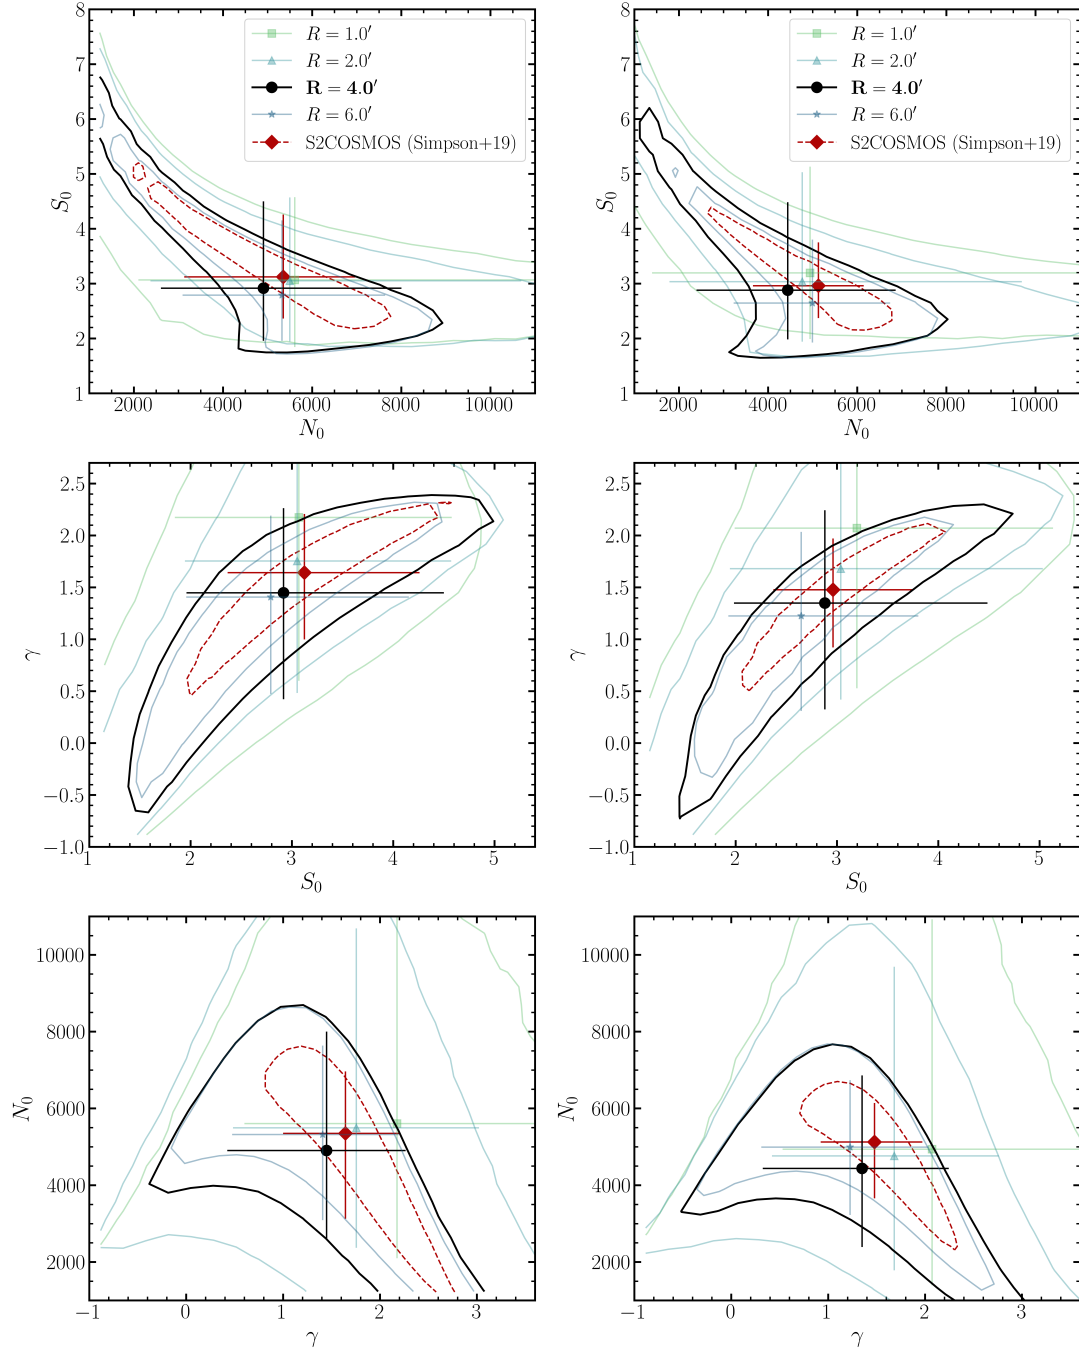 8
7
6
5
4
3
2
1
S₀
2000 4000 6000 8000 10000
N₀
R = 1.0′
R = 2.0′
R = 4.0′
R = 6.0′
S2COSMOS (Simpson+19)
8
7
6
5
4
3
2
1
S₀
2000 4000 6000 8000 10000
N₀
R = 1.0′
R = 2.0′
R = 4.0′
R = 6.0′
S2COSMOS (Simpson+19)
2.5
2.0
1.5
1.0
0.5
0.0
−0.5
−1.0
γ
1 2 3 4 5
S₀
2.5
2.0
1.5
1.0
0.5
0.0
−0.5
−1.0
γ
1 2 3 4 5
S₀
10000
8000
6000
4000
2000
N₀
−1 0 1 2 3
γ
10000
8000
6000
4000
2000
N₀
−1 0 1 2 3
γ